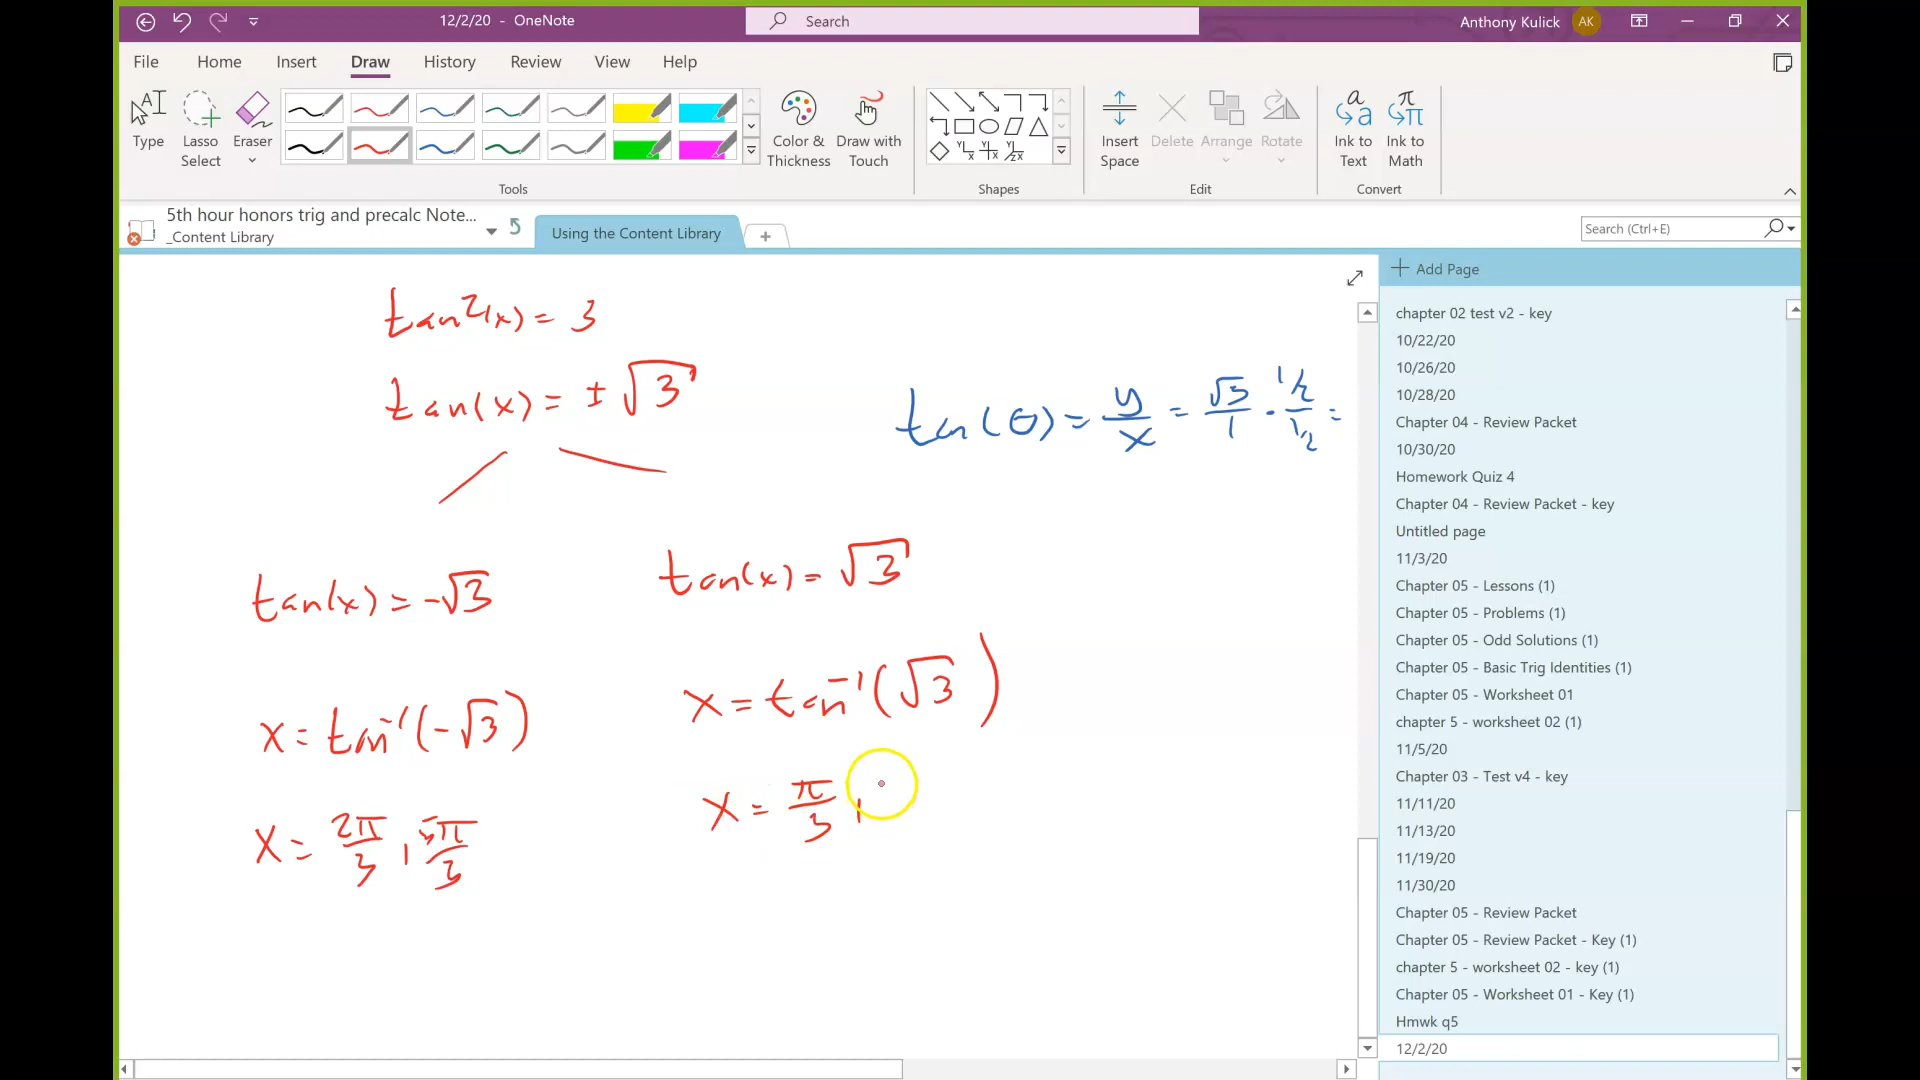 12/2/20 - OneNote
Search
Anthony Kulick AK
File Home Insert Draw History Review View Help
Type
Lasso Select
Eraser
Color & Thickness
Draw with Touch
Insert Space
Delete Arrange Rotate
Ink to Text
Ink to Math
Tools Shapes Edit Convert
5th hour honors trig and precalc Note...
_Content Library
Using the Content Library
Search (Ctrl+E)
tan²(x) = 3
tan(x) = ± √3
tan(θ) = y/x = √3/1 · ½/½ =
tan(x) = -√3
tan(x) = √3
x = tan⁻¹(-√3)
x = tan⁻¹(√3)
x = 2π/3 , 5π/3
x = π/3 ,
Add Page
chapter 02 test v2 - key
10/22/20
10/26/20
10/28/20
Chapter 04 - Review Packet
10/30/20
Homework Quiz 4
Chapter 04 - Review Packet - key
Untitled page
11/3/20
Chapter 05 - Lessons (1)
Chapter 05 - Problems (1)
Chapter 05 - Odd Solutions (1)
Chapter 05 - Basic Trig Identities (1)
Chapter 05 - Worksheet 01
chapter 5 - worksheet 02 (1)
11/5/20
Chapter 03 - Test v4 - key
11/11/20
11/13/20
11/19/20
11/30/20
Chapter 05 - Review Packet
Chapter 05 - Review Packet - Key (1)
chapter 5 - worksheet 02 - key (1)
Chapter 05 - Worksheet 01 - Key (1)
Hmwk q5
12/2/20